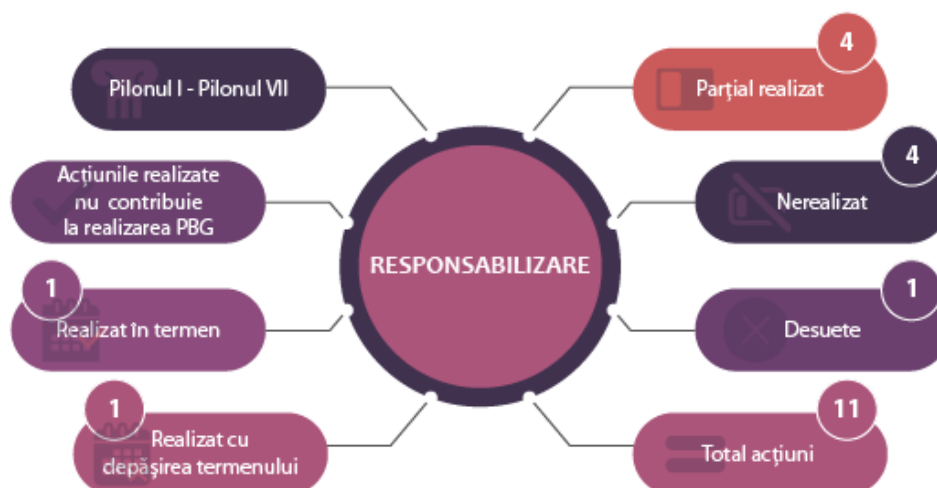 Pilonul I - Pilonul VII
Acțiunile realizate
nu contribuie
la realizarea PBG
1
Realizat în termen
1
Realizat cu
depășirea termenului
RESPONSABILIZARE
4
Parțial realizat
4
Nerealizat
1
Desuete
11
Total acțiuni